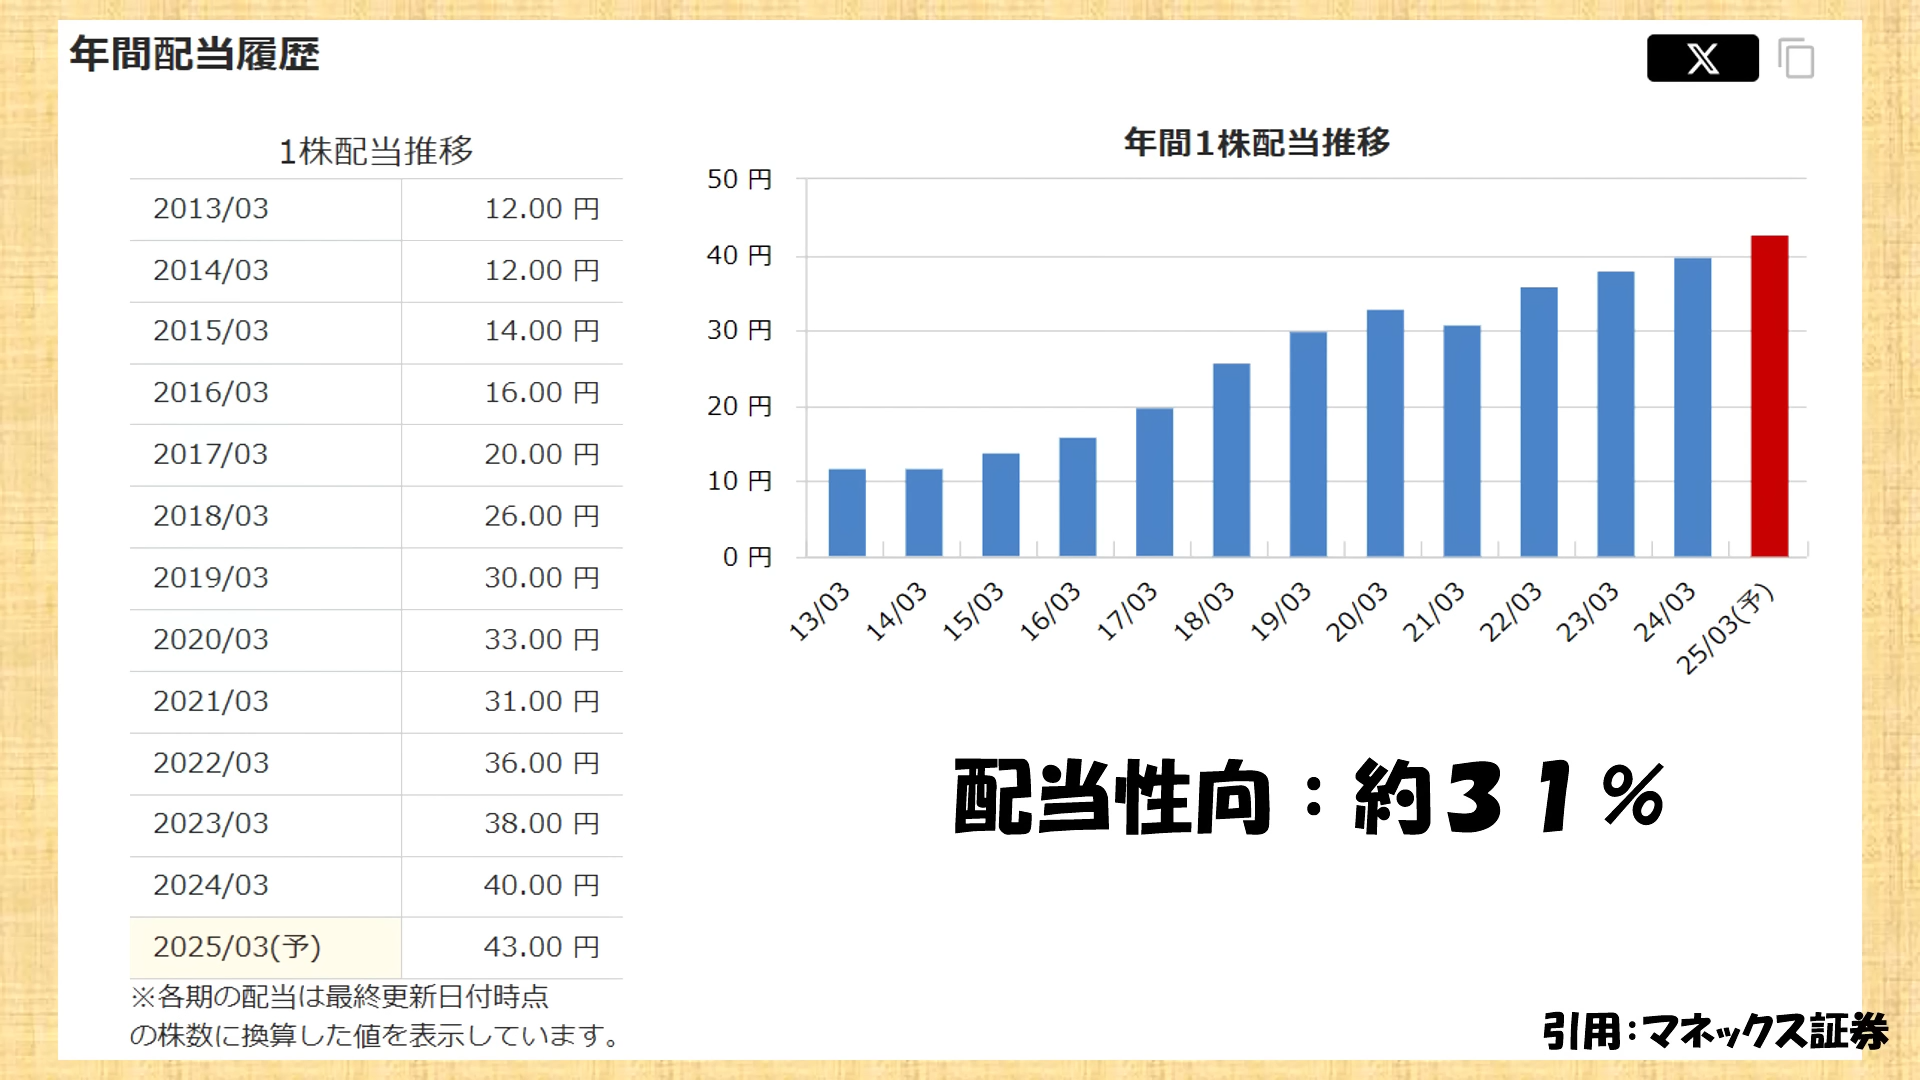 年間配当履歴
X
1株配当推移
2013/03 12.00 円
2014/03 12.00 円
2015/03 14.00 円
2016/03 16.00 円
2017/03 20.00 円
2018/03 26.00 円
2019/03 30.00 円
2020/03 33.00 円
2021/03 31.00 円
2022/03 36.00 円
2023/03 38.00 円
2024/03 40.00 円
2025/03(予) 43.00 円
※各期の配当は最終更新日付時点
の株数に換算した値を表示しています。
年間1株配当推移
50 円
40 円
30 円
20 円
10 円
0 円
13/03
14/03
15/03
16/03
17/03
18/03
19/03
20/03
21/03
22/03
23/03
24/03
25/03(予)
配当性向：約３１％
引用：マネックス証券